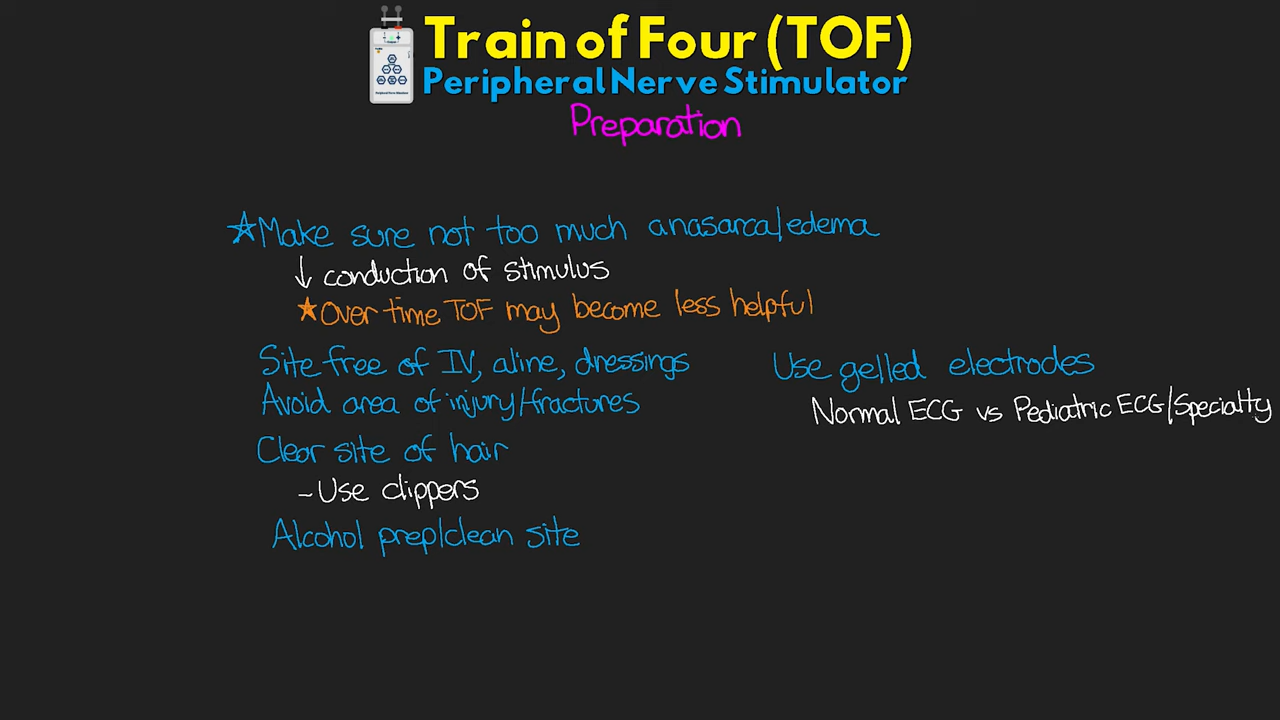 Train of Four (TOF)
Peripheral Nerve Stimulator
Preparation
☆Make sure not too much anasarca/edema
↓ conduction of stimulus
★Over time TOF may become less helpful
Site free of IV, aline, dressings
Avoid area of injury/fractures
Clear site of hair
-Use clippers
Alcohol prep/clean site
Use gelled electrodes
Normal ECG vs Pediatric ECG/Specialty